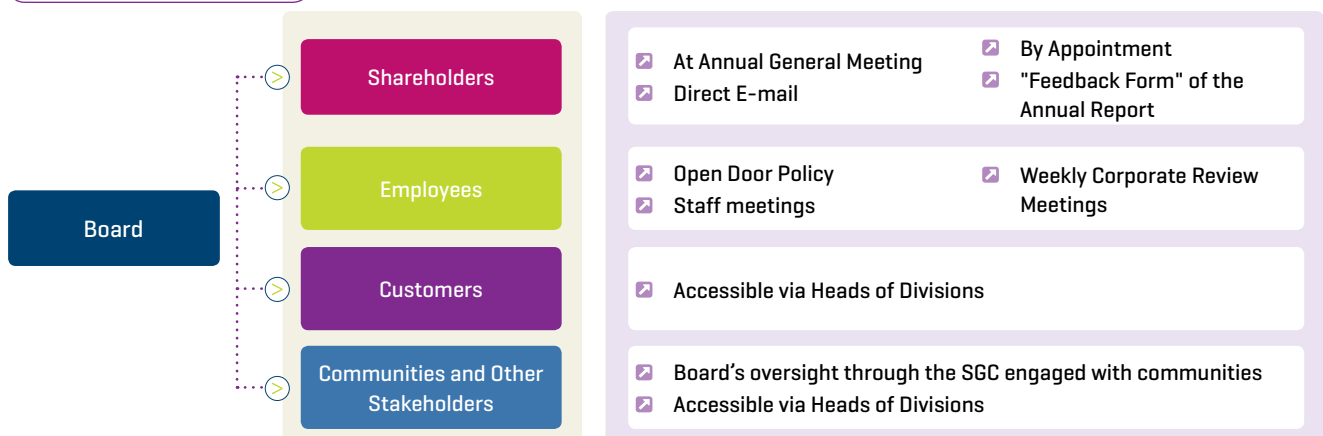 Board
Shareholders
At Annual General Meeting
Direct E-mail
By Appointment
"Feedback Form" of the
Annual Report
Employees
Open Door Policy
Staff meetings
Weekly Corporate Review
Meetings
Customers
Accessible via Heads of Divisions
Communities and Other
Stakeholders
Board's oversight through the SGC engaged with communities
Accessible via Heads of Divisions